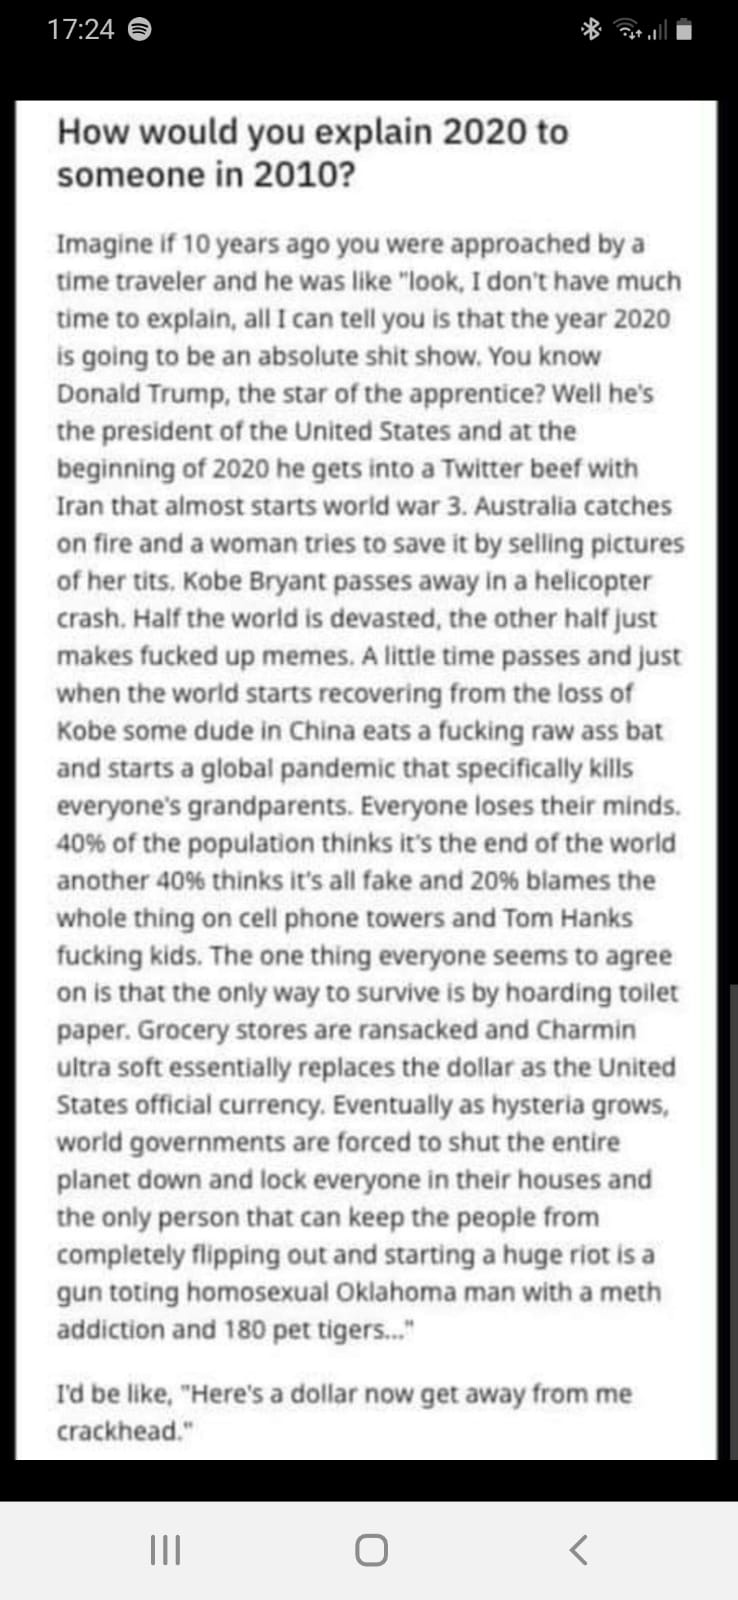 17:24
How would you explain 2020 to
someone in 2010?
Imagine if 10 years ago you were approached by a
time traveler and he was like "look, I don't have much
time to explain, all I can tell you is that the year 2020
is going to be an absolute shit show. You know
Donald Trump, the star of the apprentice? Well he's
the president of the United States and at the
beginning of 2020 he gets into a Twitter beef with
Iran that almost starts world war 3. Australia catches
on fire and a woman tries to save it by selling pictures
of her tits. Kobe Bryant passes away in a helicopter
crash. Half the world is devasted, the other half just
makes fucked up memes. A little time passes and just
when the world starts recovering from the loss of
Kobe some dude in China eats a fucking raw ass bat
and starts a global pandemic that specifically kills
everyone's grandparents. Everyone loses their minds.
40% of the population thinks it's the end of the world
another 40% thinks it's all fake and 20% blames the
whole thing on cell phone towers and Tom Hanks
fucking kids. The one thing everyone seems to agree
on is that the only way to survive is by hoarding toilet
paper. Grocery stores are ransacked and Charmin
ultra soft essentially replaces the dollar as the United
States official currency. Eventually as hysteria grows,
world governments are forced to shut the entire
planet down and lock everyone in their houses and
the only person that can keep the people from
completely flipping out and starting a huge riot is a
gun toting homosexual Oklahoma man with a meth
addiction and 180 pet tigers..."
I'd be like, "Here's a dollar now get away from me
crackhead."